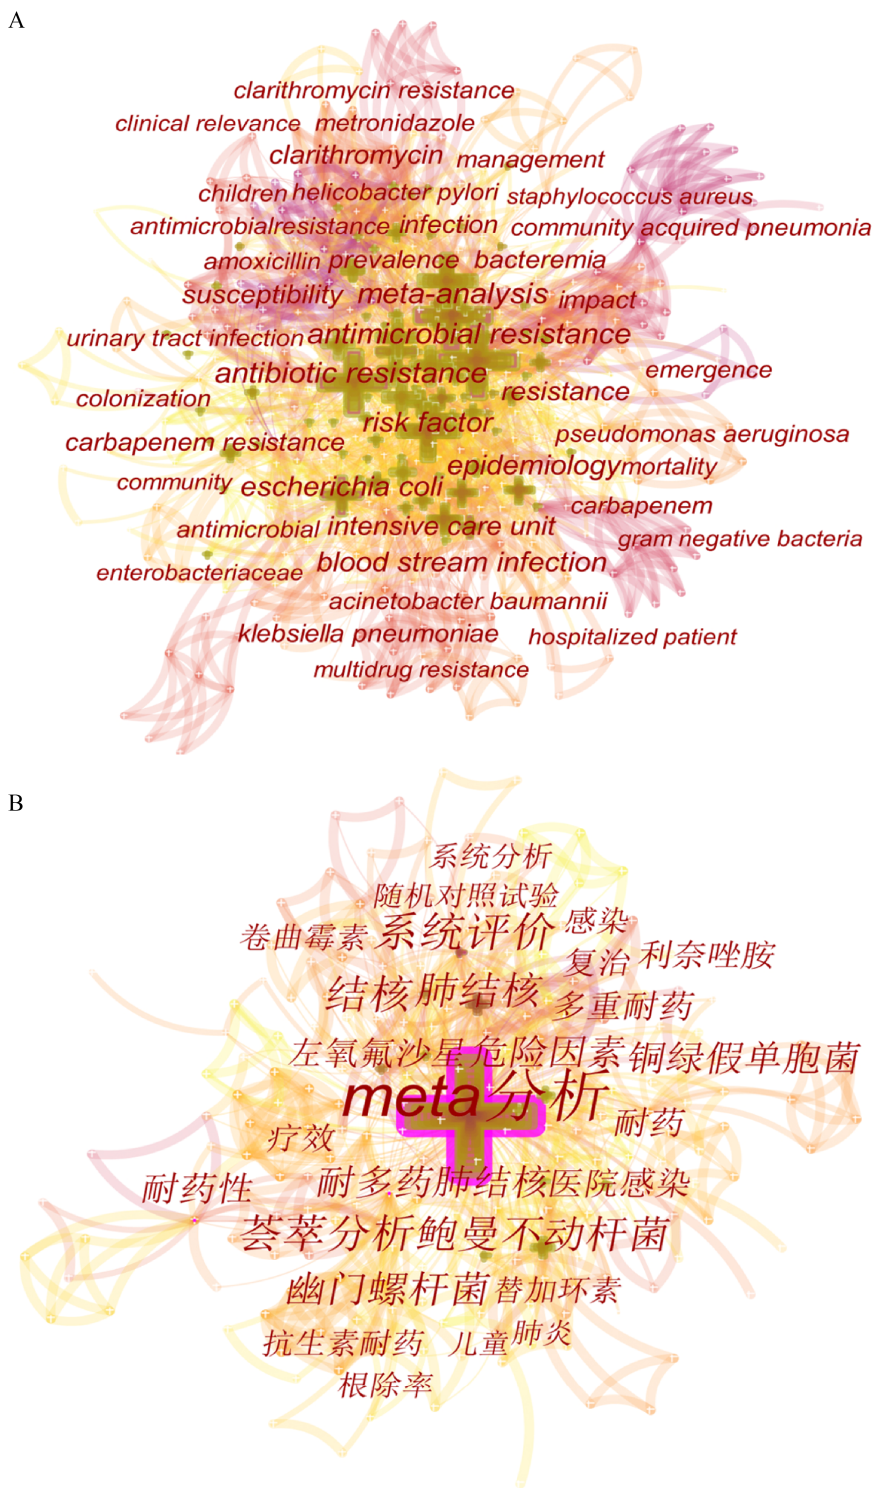 A
clarithromycin resistance
clinical relevance metronidazole
clarithromycin management
children helicobacter pylori staphylococcus aureus
antimicrobialresistance infection community acquired pneumonia
amoxicillin prevalence bacteremia
susceptibility meta-analysis impact
urinary tract infection antimicrobial resistance
antibiotic resistance resistance emergence
colonization
risk factor
carbapenem resistance pseudomonas aeruginosa
epidemiology mortality
community escherichia coli
carbapenem
antimicrobial intensive care unit gram negative bacteria
enterobacteriaceae blood stream infection
acinetobacter baumannii
klebsiella pneumoniae hospitalized patient
multidrug resistance
B
系统分析
随机对照试验
卷曲霉素 系统评价 感染
复治 利奈唑胺
结核 肺结核 多重耐药
左氧氟沙星 危险因素 铜绿假单胞菌
meta分析
疗效 耐药
耐药性 耐多药肺结核 医院感染
荟萃分析 鲍曼不动杆菌
幽门螺杆菌 替加环素
抗生素耐药 儿童 肺炎
根除率